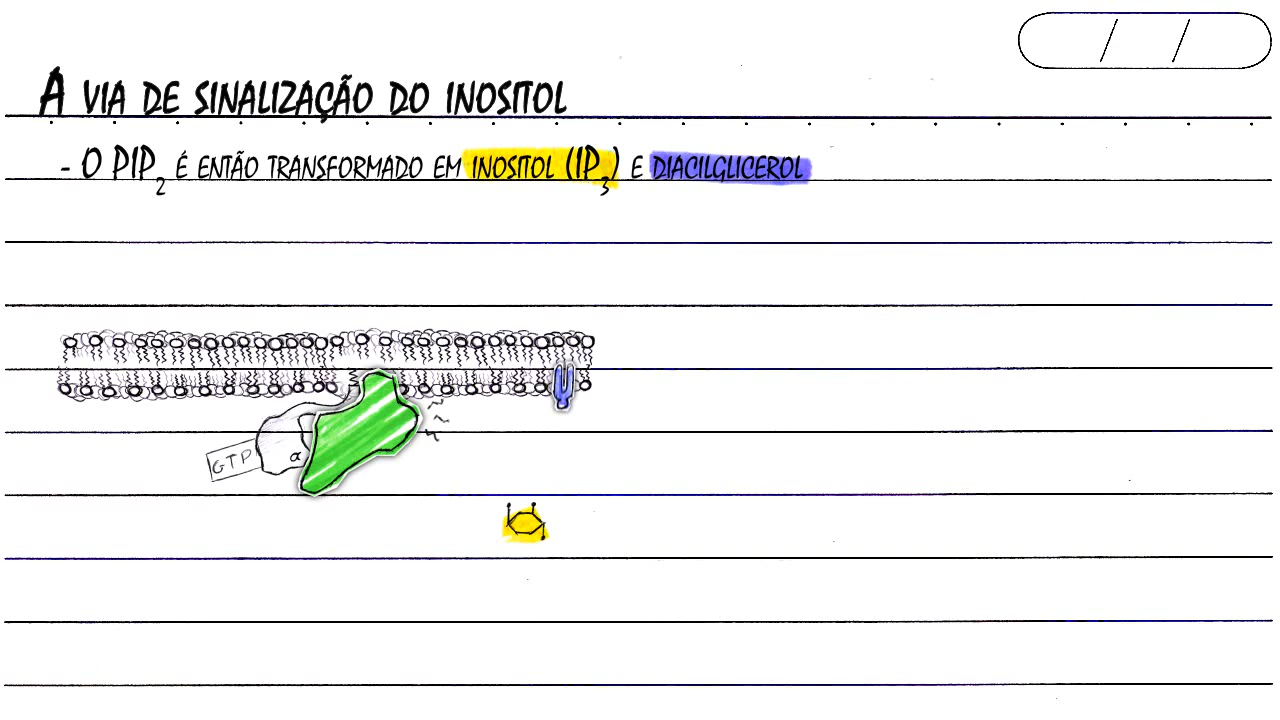 A VIA DE SINALIZAÇÃO DO INOSITOL
- O PIP₂ É ENTÃO TRANSFORMADO EM INOSITOL (IP₃) E DIACILGLICEROL
GTP α